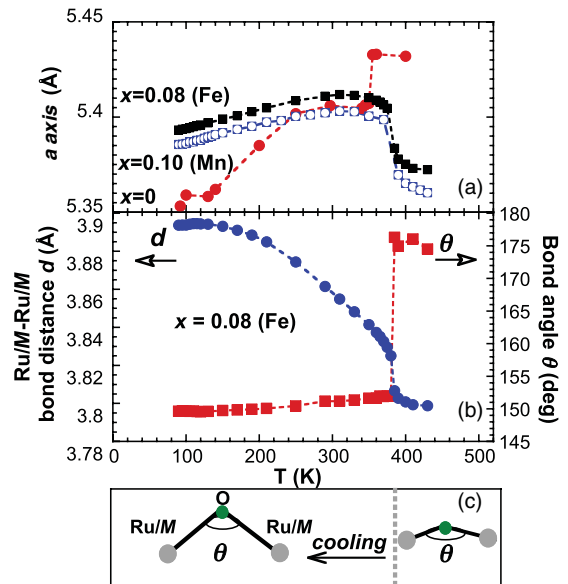 5.45
5.4
5.35
a axis (Å)
x=0.08 (Fe)
x=0.10 (Mn)
x=0
(a)
3.9
3.88
3.86
3.84
3.82
3.8
3.78
Ru/M-Ru/M
bond distance d (Å)
d
θ
x = 0.08 (Fe)
(b)
180
175
170
165
160
155
150
145
Bond angle θ (deg)
0 100 200 300 400 500
T (K)
(c)
O
Ru/M Ru/M
θ
cooling
θ